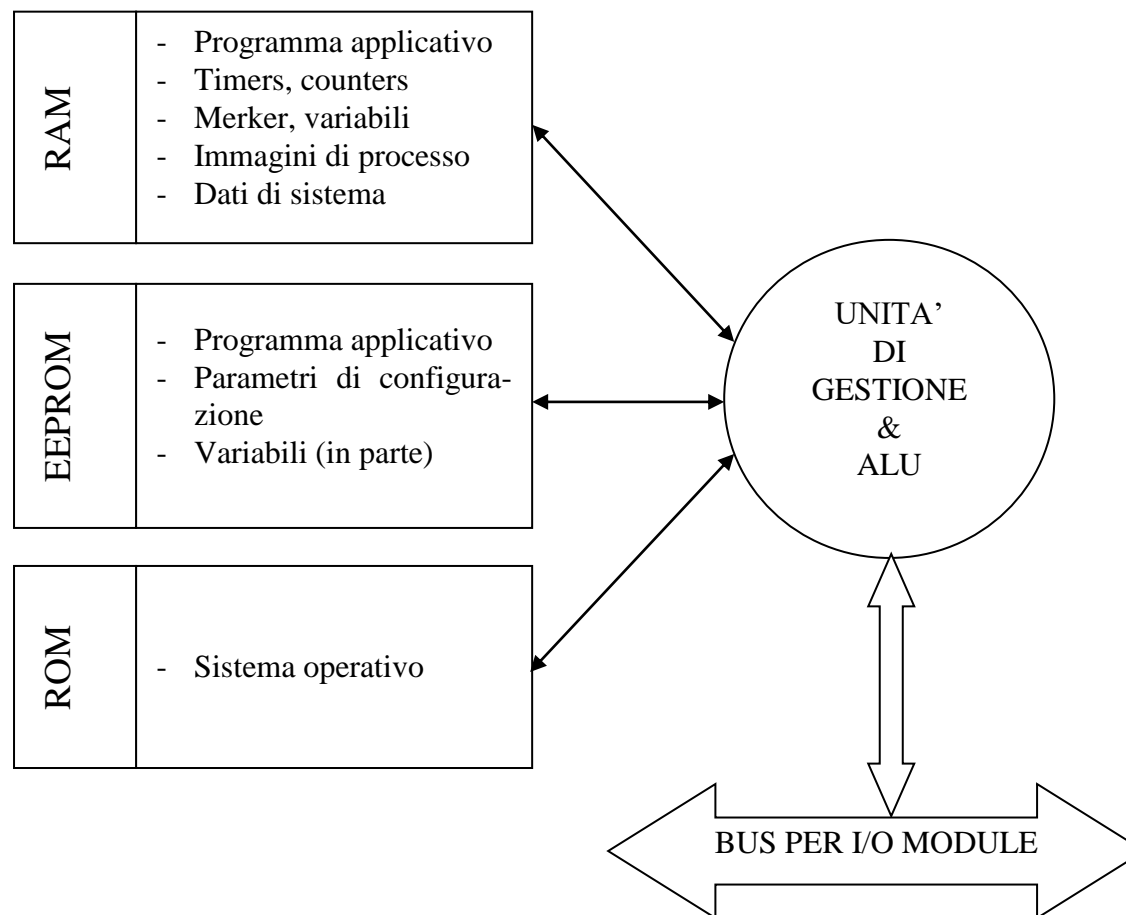 RAM
- Programma applicativo
- Timers, counters
- Merker, variabili
- Immagini di processo
- Dati di sistema
EEPROM
- Programma applicativo
- Parametri di configura-
zione
- Variabili (in parte)
ROM
- Sistema operativo
UNITA’
DI
GESTIONE
&
ALU
BUS PER I/O MODULE